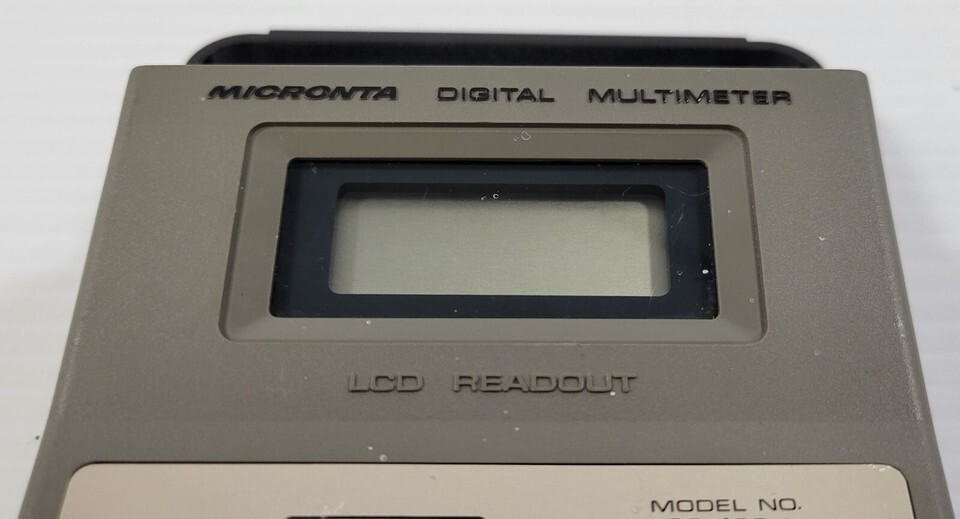 MICRONTA DIGITAL MULTIMETER
LCD READOUT
MODEL NO.